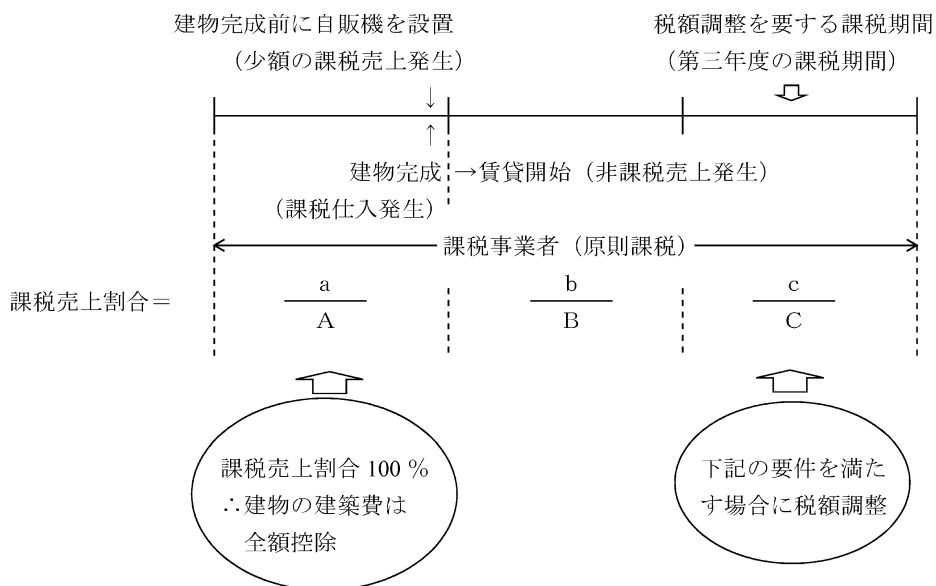 建物完成前に自販機を設置
(少額の課税売上発生)
税額調整を要する課税期間
(第三年度の課税期間)
↓
↑
建物完成
→賃貸開始(非課税売上発生)
(課税仕入発生)
課税事業者(原則課税)
課税売上割合=
a
A
b
B
c
C
課税売上割合 100 %
∴建物の建築費は
全額控除
下記の要件を満た
す場合に税額調整